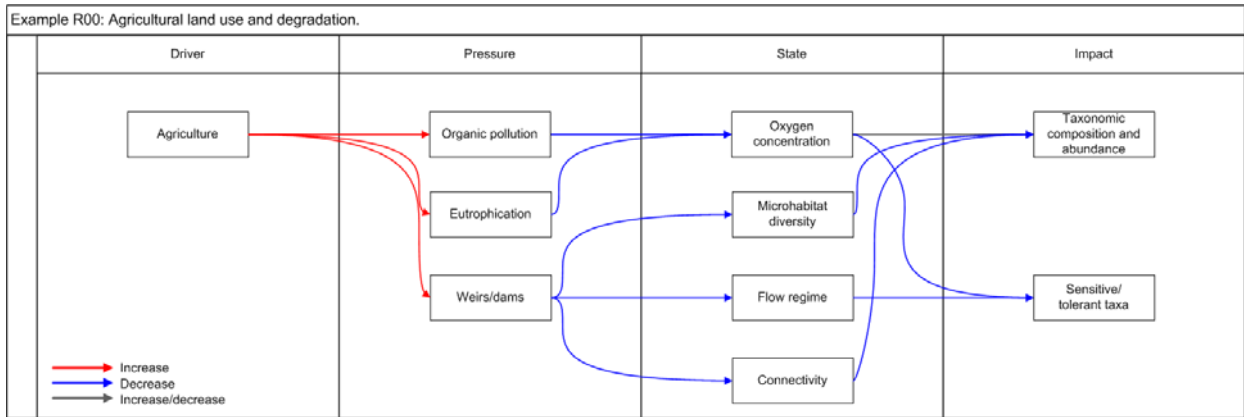 Example R00: Agricultural land use and degradation.
Driver
Pressure
State
Impact
Agriculture
Organic pollution
Oxygen
concentration
Taxonomic
composition and
abundance
Eutrophication
Microhabitat
diversity
Weirs/dams
Flow regime
Sensitive/
tolerant taxa
Connectivity
Increase
Decrease
Increase/decrease